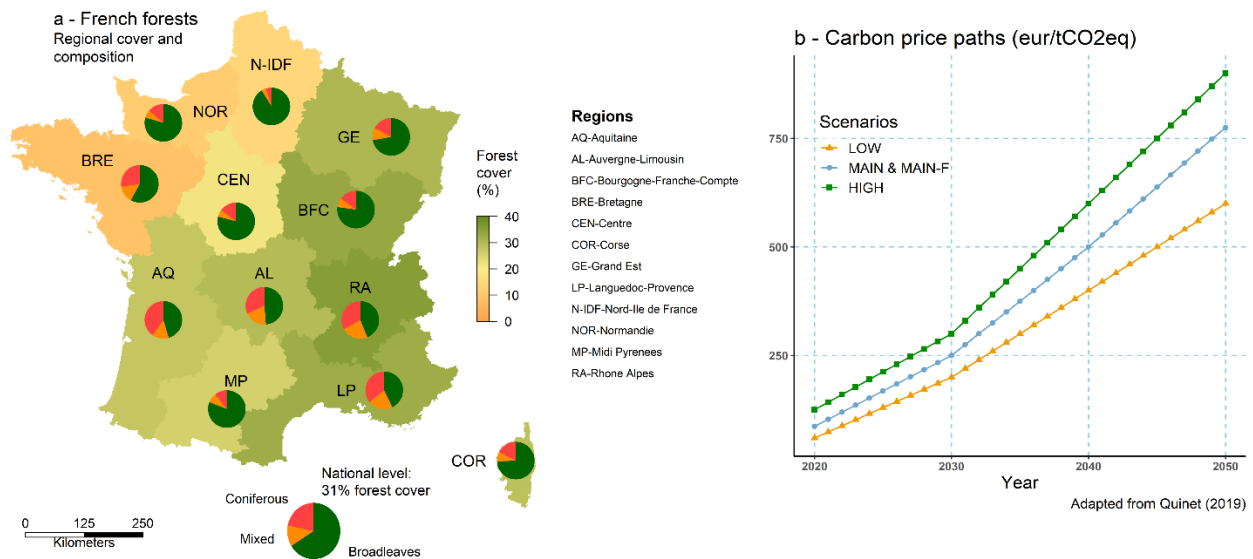 a - French forests
Regional cover and
composition
N-IDF
NOR
GE
BRE
CEN
BFC
AQ
AL
RA
MP
LP
COR
Forest
cover
(%)
40
30
20
10
0
National level:
31% forest cover
Coniferous
Mixed
Broadleaves
0 125 250
Kilometers
Regions
AQ-Aquitaine
AL-Auvergne-Limousin
BFC-Bourgogne-Franche-Compte
BRE-Bretagne
CEN-Centre
COR-Corse
GE-Grand Est
LP-Languedoc-Provence
N-IDF-Nord-Ile de France
NOR-Normandie
MP-Midi Pyrenees
RA-Rhone Alpes
b - Carbon price paths (eur/tCO2eq)
Scenarios
LOW
MAIN & MAIN-F
HIGH
750
500
250
2020 2030 2040 2050
Year
Adapted from Quinet (2019)